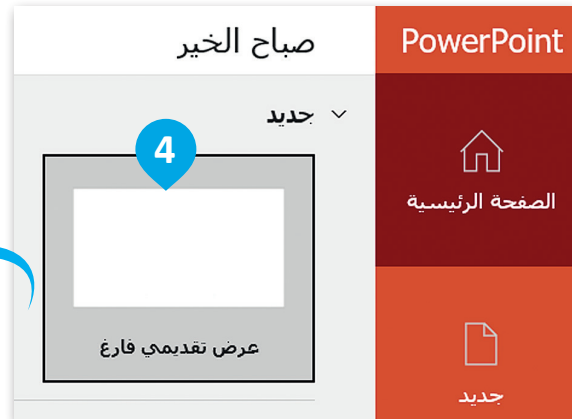 PowerPoint
صباح الخير
جديد
4
الصفحة الرئيسية
عرض تقديمي فارغ
جديد